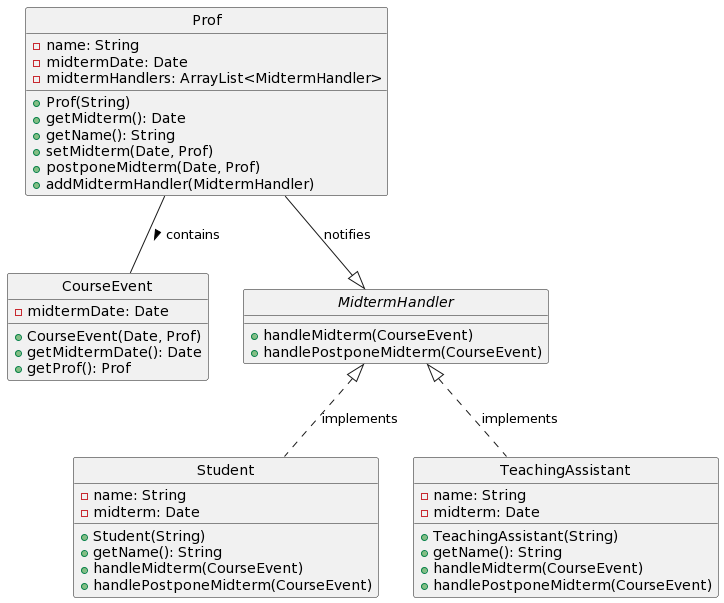 Prof
name: String
midtermDate: Date
midtermHandlers: ArrayList<MidtermHandler>
Prof(String)
getMidterm(): Date
getName(): String
setMidterm(Date, Prof)
postponeMidterm(Date, Prof)
addMidtermHandler(MidtermHandler)
contains
notifies
CourseEvent
midtermDate: Date
CourseEvent(Date, Prof)
getMidtermDate(): Date
getProf(): Prof
MidtermHandler
handleMidterm(CourseEvent)
handlePostponeMidterm(CourseEvent)
implements
implements
Student
name: String
midterm: Date
Student(String)
getName(): String
handleMidterm(CourseEvent)
handlePostponeMidterm(CourseEvent)
TeachingAssistant
name: String
midterm: Date
TeachingAssistant(String)
getName(): String
handleMidterm(CourseEvent)
handlePostponeMidterm(CourseEvent)